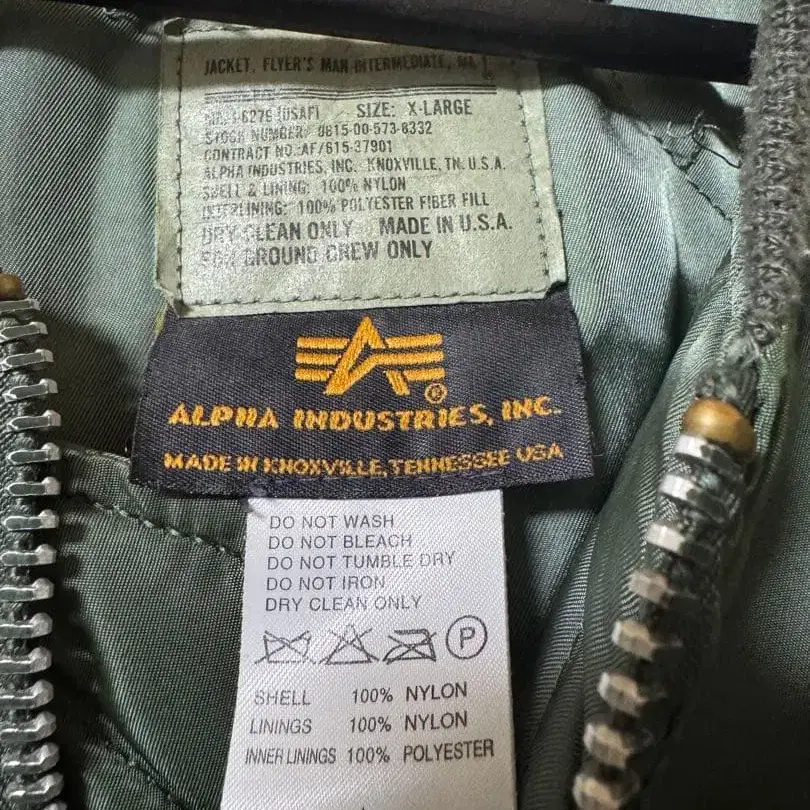 JACKET, FLYER'S MAN INTERMEDIATE,
(USAF) SIZE: X-LARGE
STOCK NUMBER: 0815-00-573-8332
CONTRACT NO. AF/615-37901
ALPHA INDUSTRIES, INC. KNOXVILLE, TN. U.S.A.
SHELL & LINING: 100% NYLON
INTERLINING: 100% POLYESTER FIBER FILL
DRY CLEAN ONLY MADE IN U.S.A.
FOR GROUND CREW ONLY
A
®
ALPHA INDUSTRIES, INC.
MADE IN KNOXVILLE, TENNESSEE USA
DO NOT WASH
DO NOT BLEACH
DO NOT TUMBLE DRY
DO NOT IRON
DRY CLEAN ONLY
P
SHELL 100% NYLON
LININGS 100% NYLON
INNER LININGS 100% POLYESTER